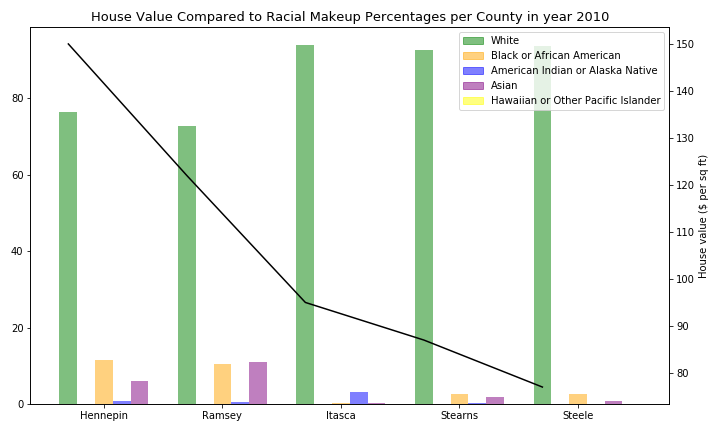 House Value Compared to Racial Makeup Percentages per County in year 2010
White
Black or African American
American Indian or Alaska Native
Asian
Hawaiian or Other Pacific Islander
80
60
40
20
0
150
140
130
120
110
100
90
80
House value ($ per sq ft)
Hennepin Ramsey Itasca Stearns Steele